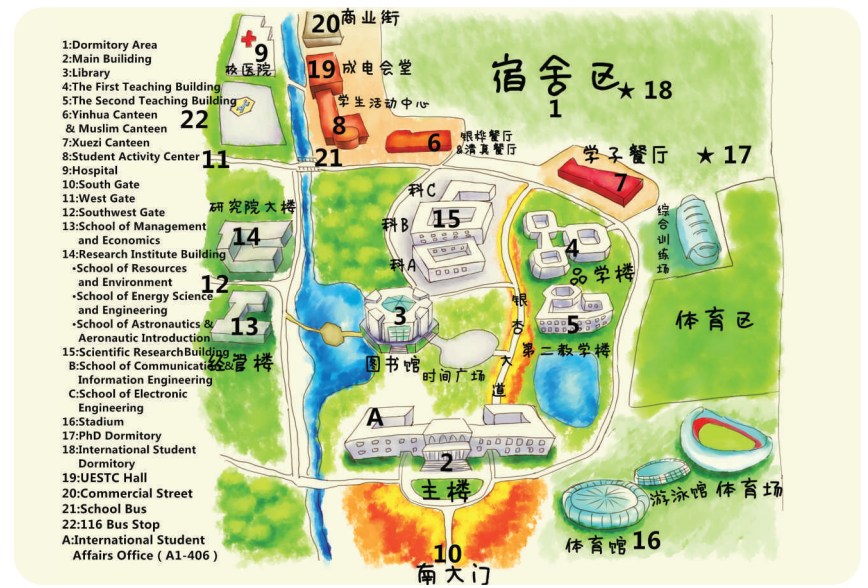 1:Dormitory Area
2:Main Builiding
3:Library
4:The First Teaching Building
5:The Second Teaching Building
6:Yinhua Canteen
& Muslim Canteen
7:Xuezi Canteen
8:Student Activity Center
9:Hospital
10:South Gate
11:West Gate
12:Southwest Gate
13:School of Management
and Economics
14:Research Institute Building
•School of Resources
and Environment
•School of Energy Science
and Engineering
•School of Astronautics &
Aeronautic Introduction
15:Scientific ResearchBuilding
B:School of Communication &
Information Engineering
C:School of Electronic
Engineering
16:Stadium
17:PhD Dormitory
18:International Student
Dormitory
19:UESTC Hall
20:Commercial Street
21:School Bus
22:116 Bus Stop
A:International Student
Affairs Office ( A1-406 )
20 商业街
9
校医院
19 成电会堂
学生活动中心
8
宿舍区
1
★ 18
22
6
银桦餐厅
&清真餐厅
11
21
学子餐厅
7
★ 17
研究院大楼
14
科C
科B
15
科A
4
品学楼
综合训练场
12
13
经管楼
3
图书馆
时间广场
银杏大道
5
第二教学楼
体育区
A
2
主楼
游泳馆
体育场
体育馆
16
10
南大门